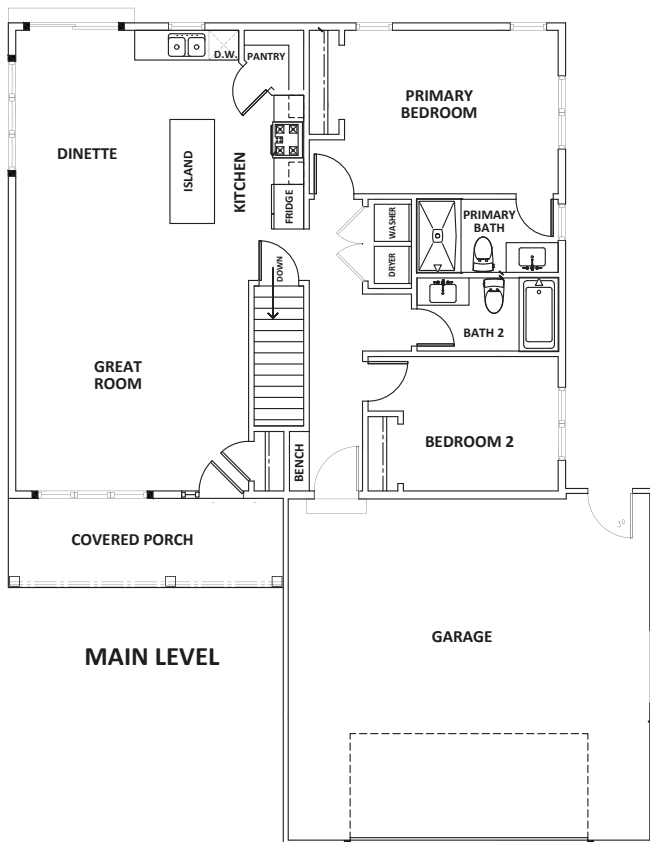 D.W.
PANTRY
PRIMARY
BEDROOM
DINETTE
ISLAND
KITCHEN
FRIDGE
WASHER
PRIMARY
BATH
DOWN
DRYER
BATH 2
GREAT
ROOM
BEDROOM 2
BENCH
3⁰
COVERED PORCH
GARAGE
MAIN LEVEL